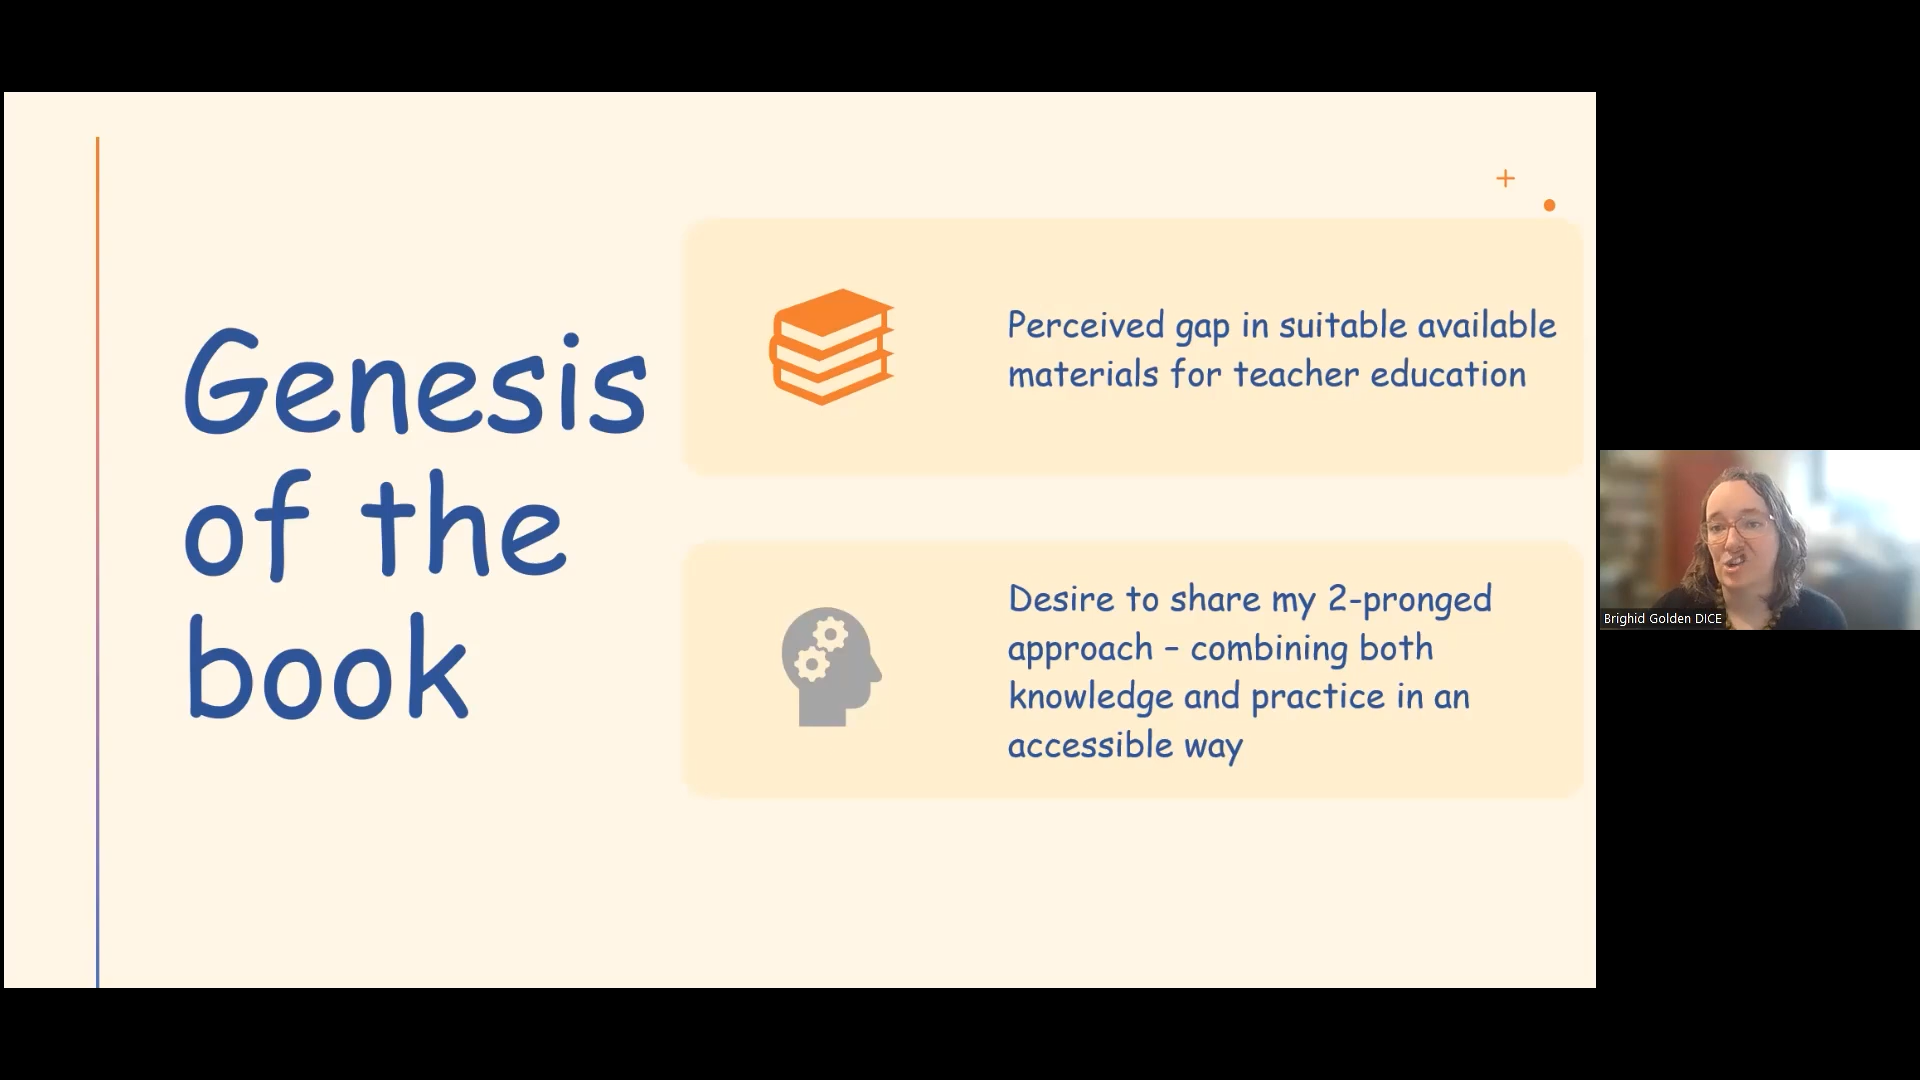 Genesis
of the
book
Perceived gap in suitable available
materials for teacher education
Desire to share my 2-pronged
approach – combining both
knowledge and practice in an
accessible way
Brighid Golden DICE